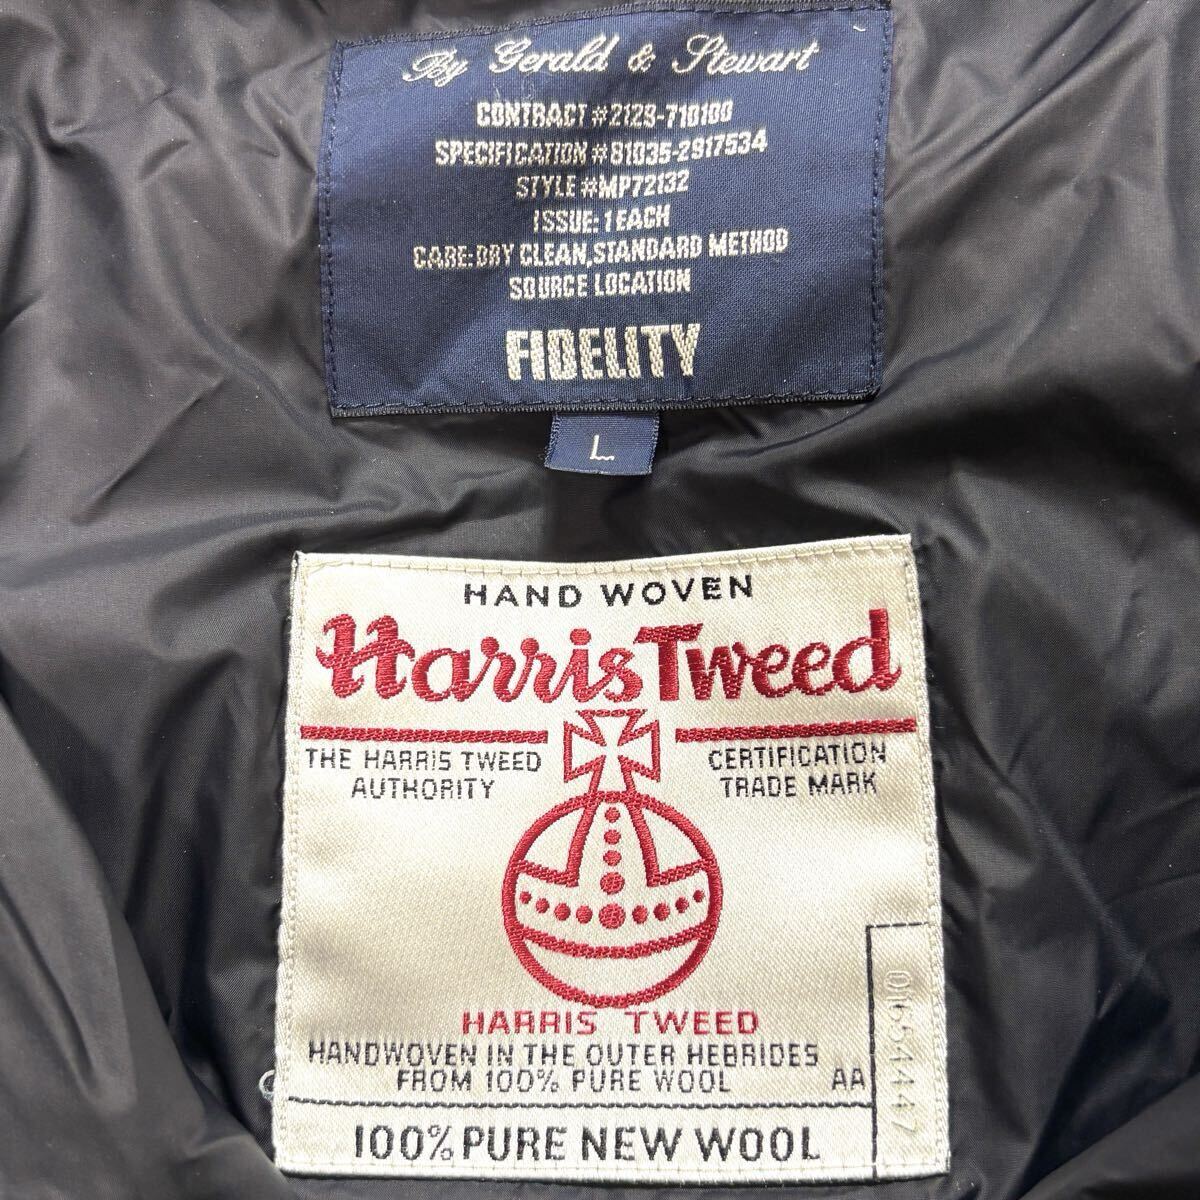 By Gerald & Stewart
CONTRACT #2129-710100
SPECIFICATION #81035-2917534
STYLE #MP72132
ISSUE: 1 EACH
CARE: DRY CLEAN, STANDARD METHOD
SOURCE LOCATION
FIDELITY
L
HAND WOVEN
Harris Tweed
THE HARRIS TWEED
AUTHORITY
CERTIFICATION
TRADE MARK
HARRIS TWEED
HANDWOVEN IN THE OUTER HEBRIDES
FROM 100% PURE WOOL
AA
01654447
100% PURE NEW WOOL